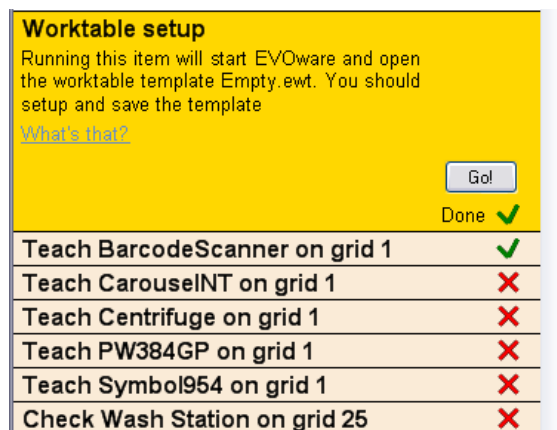 Worktable setup
Running this item will start EVOware and open
the worktable template Empty.ewt. You should
setup and save the template
What's that?
Go!
Done
Teach BarcodeScanner on grid 1
Teach CarouselNT on grid 1
Teach Centrifuge on grid 1
Teach PW384GP on grid 1
Teach Symbol954 on grid 1
Check Wash Station on grid 25